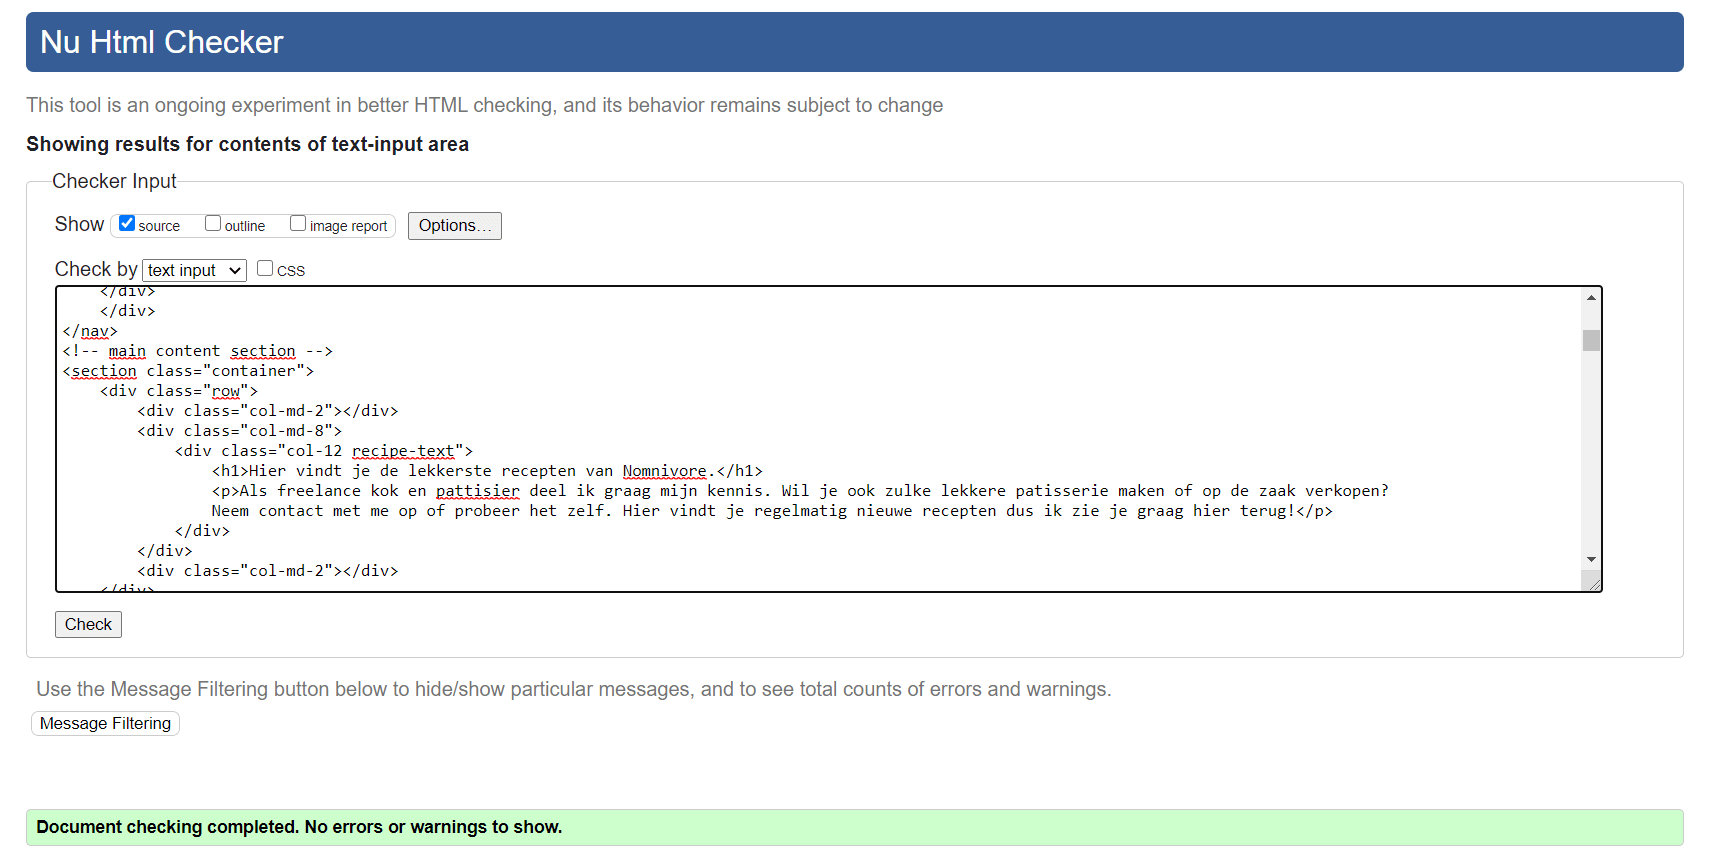 Nu Html Checker
This tool is an ongoing experiment in better HTML checking, and its behavior remains subject to change
Showing results for contents of text-input area
Checker Input
Show source outline image report Options...
Check by text input CSS
</div>
</div>
</nav>
<!-- main content section -->
<section class="container">
<div class="row">
<div class="col-md-2"></div>
<div class="col-md-8">
<div class="col-12 recipe-text">
<h1>Hier vindt je de lekkerste recepten van Nomnivore.</h1>
<p>Als freelance kok en pattisier deel ik graag mijn kennis. Wil je ook zulke lekkere patisserie maken of op de zaak verkopen?
Neem contact met me op of probeer het zelf. Hier vindt je regelmatig nieuwe recepten dus ik zie je graag hier terug!</p>
</div>
</div>
<div class="col-md-2"></div>
</div>
Check
Use the Message Filtering button below to hide/show particular messages, and to see total counts of errors and warnings.
Message Filtering
Document checking completed. No errors or warnings to show.